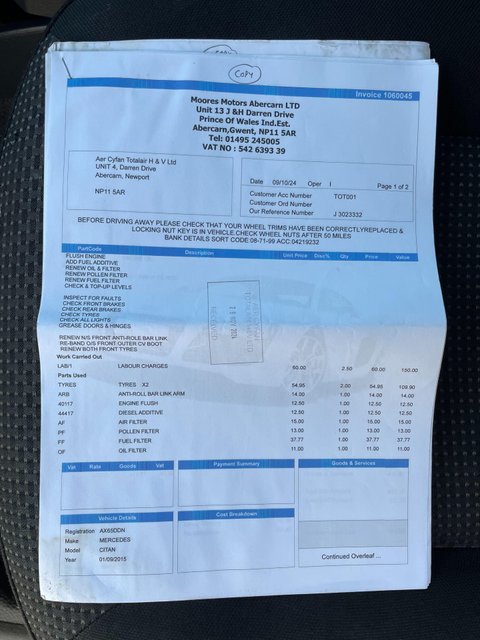 COPY
COPY
Invoice 1060045
Moores Motors Abercarn LTD
Unit 13 J &H Darren Drive
Prince Of Wales Ind.Est.
Abercarn,Gwent, NP11 5AR
Tel: 01495 245005
VAT NO : 542 6393 39
Aer Cyfan Totalair H & V Ltd
UNIT 4, Darren Drive
Abercarn, Newport
NP11 5AR
Date 09/10/24 Oper I Page 1 of 2
Customer Acc Number TOT001
Customer Ord Number
Our Reference Number J 3023332
BEFORE DRIVING AWAY PLEASE CHECK THAT YOUR WHEEL TRIMS HAVE BEEN CORRECTLYREPLACED &
LOCKING NUT KEY IS IN VEHICLE.CHECK WHEEL NUTS AFTER 50 MILES
BANK DETAILS SORT CODE 08-71-99 ACC 04219232
PartCode Description Unit Price Disc% Qty Price Value
FLUSH ENGINE
ADD FUEL ADDITIVE
RENEW OIL & FILTER
RENEW POLLEN FILTER
RENEW FUEL FILTER
CHECK & TOP-UP LEVELS
INSPECT FOR FAULTS
CHECK FRONT BRAKES
CHECK REAR BRAKES
CHECK TYRES
CHECK ALL LIGHTS
GREASE DOORS & HINGES
RENEW N/S FRONT ANTI-ROLE BAR LINK
RE-BAND O/S FRONT OUTER CV BOOT
RENEW BOTH FRONT TYRES
Work Carried Out
LAB/1 LABOUR CHARGES 60.00 2.50 60.00 150.00
Parts Used
TYRES TYRES X2 54.95 2.00 54.95 109.90
ARB ANTI-ROLL BAR LINK ARM 14.00 1.00 14.00 14.00
40117 ENGINE FLUSH 12.50 1.00 12.50 12.50
44417 DIESEL ADDITIVE 12.50 1.00 12.50 12.50
AF AIR FILTER 15.00 1.00 15.00 15.00
PF POLLEN FILTER 13.00 1.00 13.00 13.00
FF FUEL FILTER 37.77 1.00 37.77 37.77
OF OIL FILTER 11.00 1.00 11.00 11.00
Vat Rate Goods Vat
Payment Summary
Goods & Services
Vehicle Details
Cost Breakdown
Registration AX65DDN
Make MERCEDES
Model CITAN
Year 01/09/2015
Continued Overleaf ...
RECEIVED